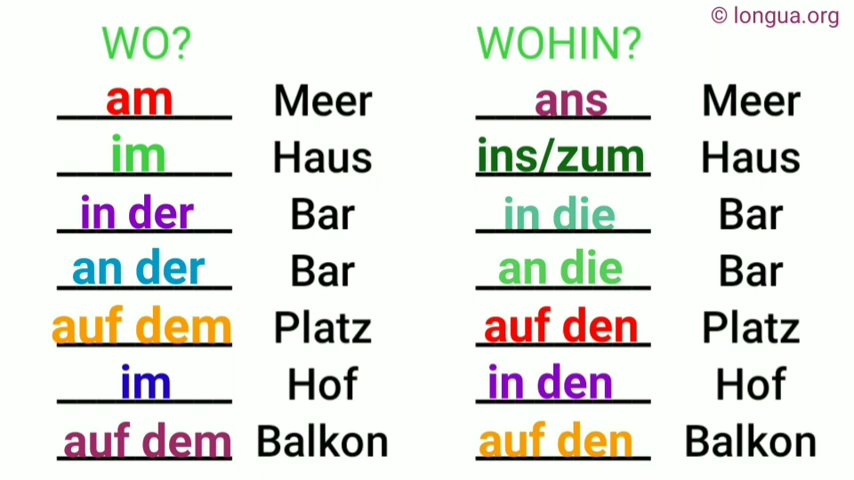 © longua.org
WO? WOHIN?
am Meer ans Meer
im Haus ins/zum Haus
in der Bar in die Bar
an der Bar an die Bar
auf dem Platz auf den Platz
im Hof in den Hof
auf dem Balkon auf den Balkon